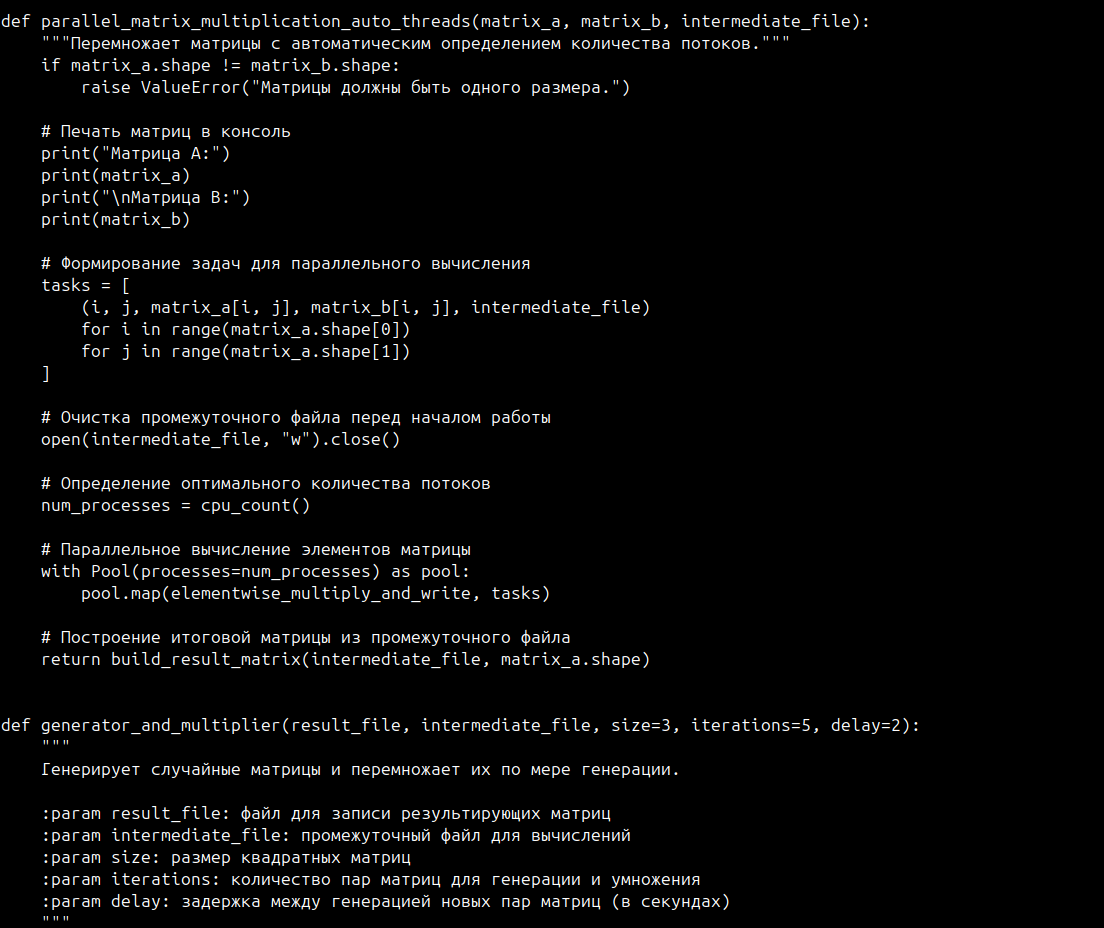 def parallel_matrix_multiplication_auto_threads(matrix_a, matrix_b, intermediate_file):
    """Перемножает матрицы с автоматическим определением количества потоков."""
    if matrix_a.shape != matrix_b.shape:
        raise ValueError("Матрицы должны быть одного размера.")

    # Печать матриц в консоль
    print("Матрица A:")
    print(matrix_a)
    print("\nМатрица B:")
    print(matrix_b)

    # Формирование задач для параллельного вычисления
    tasks = [
        (i, j, matrix_a[i, j], matrix_b[i, j], intermediate_file)
        for i in range(matrix_a.shape[0])
        for j in range(matrix_a.shape[1])
    ]

    # Очистка промежуточного файла перед началом работы
    open(intermediate_file, "w").close()

    # Определение оптимального количества потоков
    num_processes = cpu_count()

    # Параллельное вычисление элементов матрицы
    with Pool(processes=num_processes) as pool:
        pool.map(elementwise_multiply_and_write, tasks)

    # Построение итоговой матрицы из промежуточного файла
    return build_result_matrix(intermediate_file, matrix_a.shape)


def generator_and_multiplier(result_file, intermediate_file, size=3, iterations=5, delay=2):
    """
    Генерирует случайные матрицы и перемножает их по мере генерации.

    :param result_file: файл для записи результирующих матриц
    :param intermediate_file: промежуточный файл для вычислений
    :param size: размер квадратных матриц
    :param iterations: количество пар матриц для генерации и умножения
    :param delay: задержка между генерацией новых пар матриц (в секундах)
    """